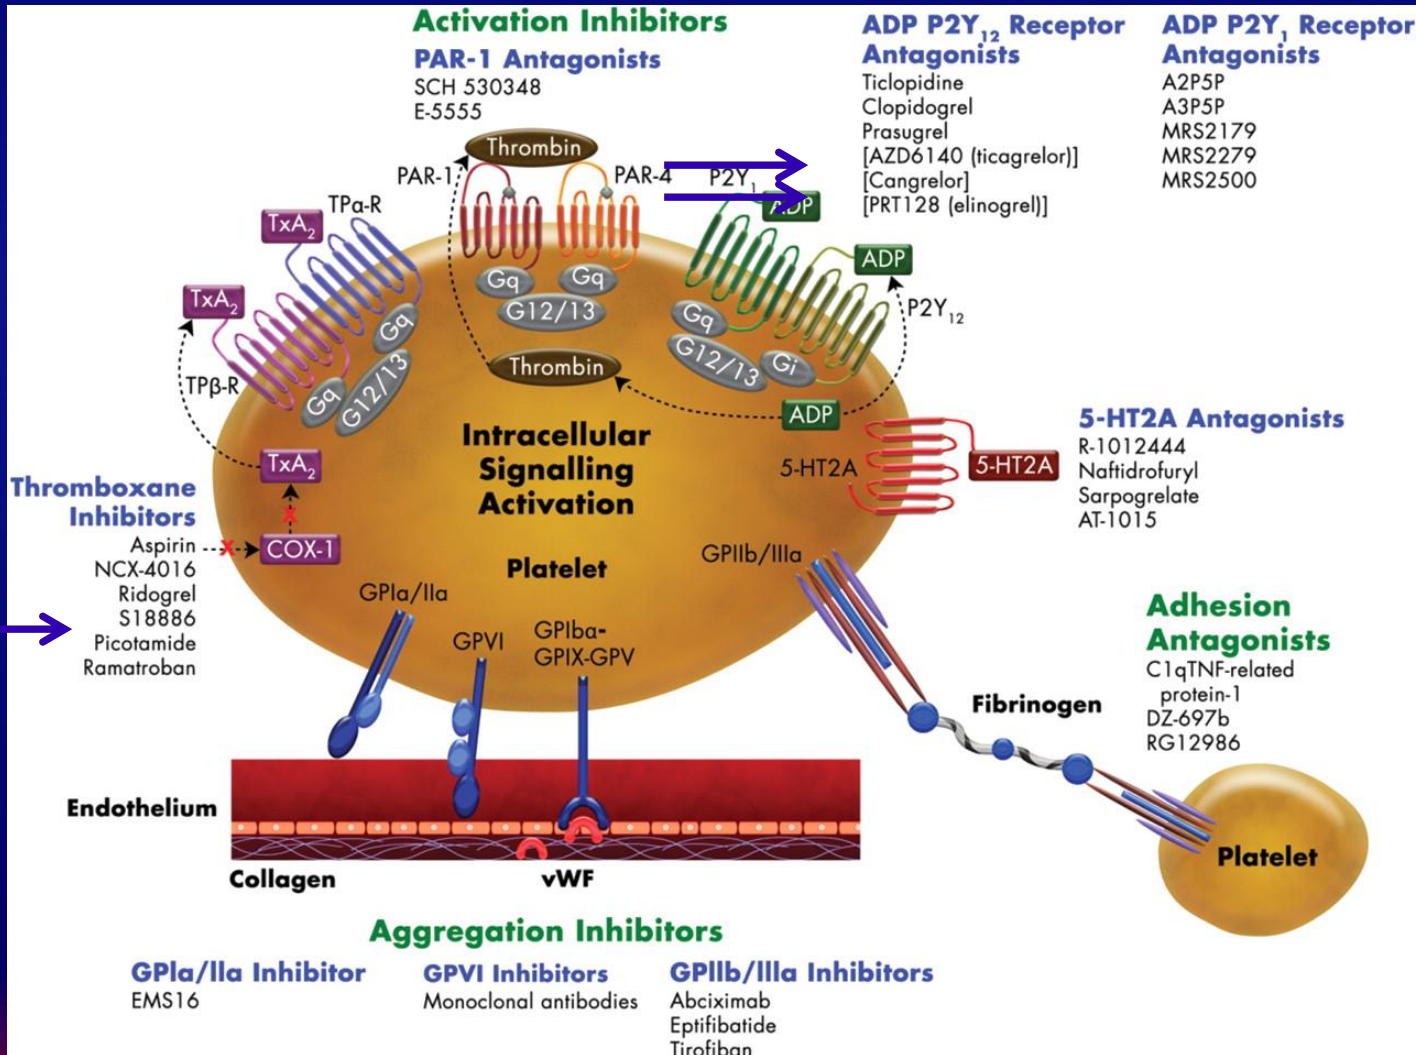 Activation Inhibitors
PAR-1 Antagonists
SCH 530348
E-5555
ADP P2Y₁₂ Receptor
Antagonists
Ticlopidine
Clopidogrel
Prasugrel
[AZD6140 (ticagrelor)]
[Cangrelor]
[PRT128 (elinogrel)]
ADP P2Y₁ Receptor
Antagonists
A2P5P
A3P5P
MRS2179
MRS2279
MRS2500
Thrombin
PAR-1
PAR-4
P2Y₁
ADP
TPα-R
TxA₂
TxA₂
TPβ-R
Gq
G12/13
Gq
Gq
G12/13
Gq
Gq
G12/13
Gi
ADP
P2Y₁₂
Thrombin
ADP
Intracellular
Signalling
Activation
Platelet
5-HT2A
5-HT2A
5-HT2A Antagonists
R-1012444
Naftidrofuryl
Sarpogrelate
AT-1015
TxA₂
x
x
COX-1
Thromboxane
Inhibitors
Aspirin
NCX-4016
Ridogrel
S18886
Picotamide
Ramatroban
GPIa/IIa
GPVI
GPIbα-
GPIX-GPV
GPIIb/IIIa
Adhesion
Antagonists
C1qTNF-related
protein-1
DZ-697b
RG12986
Fibrinogen
Platelet
Endothelium
Collagen
vWF
Aggregation Inhibitors
GPIa/IIa Inhibitor
EMS16
GPVI Inhibitors
Monoclonal antibodies
GPIIb/IIIa Inhibitors
Abciximab
Eptifibatide
Tirofiban